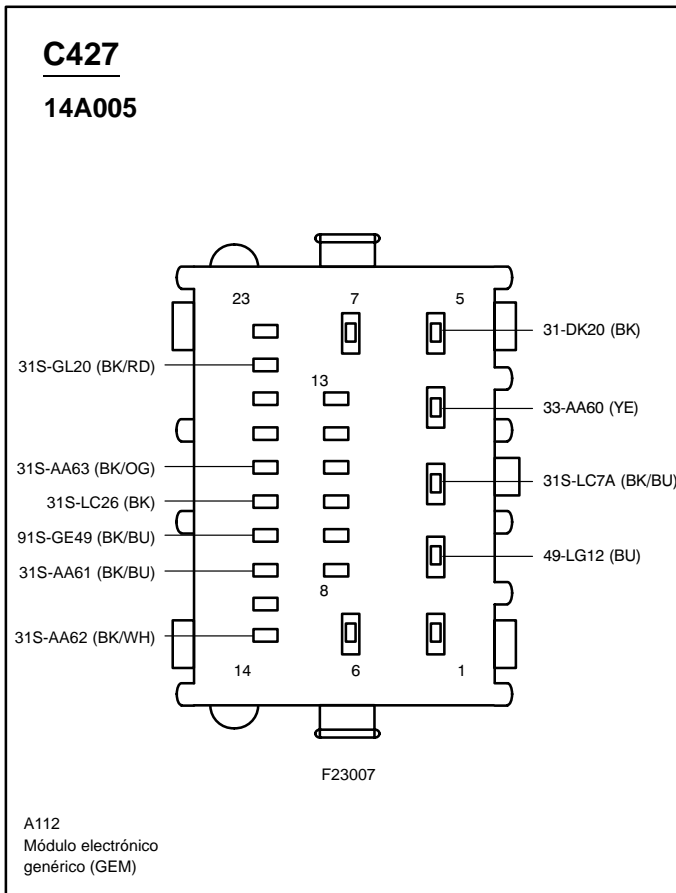 C427
14A005
23 7 5
31-DK20 (BK)
31S-GL20 (BK/RD)
13
33-AA60 (YE)
31S-AA63 (BK/OG)
31S-LC7A (BK/BU)
31S-LC26 (BK)
91S-GE49 (BK/BU)
49-LG12 (BU)
31S-AA61 (BK/BU)
8
31S-AA62 (BK/WH)
14 6 1
F23007
A112
Módulo electrónico
genérico (GEM)